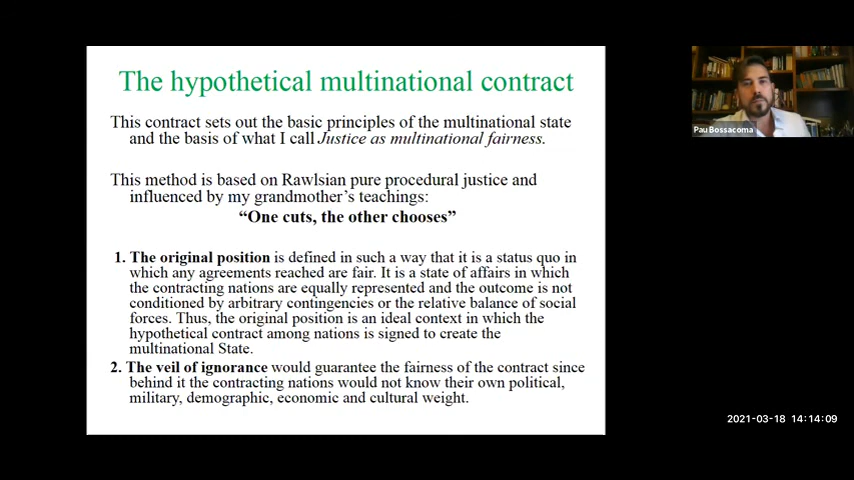 The hypothetical multinational contract
This contract sets out the basic principles of the multinational state
and the basis of what I call Justice as multinational fairness.
This method is based on Rawlsian pure procedural justice and
influenced by my grandmother's teachings:
“One cuts, the other chooses”
1. The original position is defined in such a way that it is a status quo in
which any agreements reached are fair. It is a state of affairs in which
the contracting nations are equally represented and the outcome is not
conditioned by arbitrary contingencies or the relative balance of social
forces. Thus, the original position is an ideal context in which the
hypothetical contract among nations is signed to create the
multinational State.
2. The veil of ignorance would guarantee the fairness of the contract since
behind it the contracting nations would not know their own political,
military, demographic, economic and cultural weight.
Pau Bossacoma
2021-03-18 14:14:09